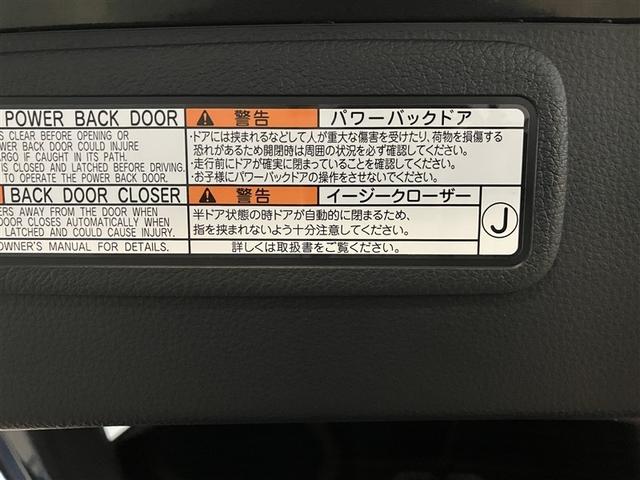 POWER BACK DOOR
⚠ 警告
パワーバックドア
S CLEAR BEFORE OPENING OR
WER BACK DOOR COULD INJURE
ARGO IF CAUGHT IN ITS PATH.
IS CLOSED AND LATCHED BEFORE DRIVING.
TO OPERATE THE POWER BACK DOOR.
・ドアには挟まれるなどして人が重大な傷害を受けたり、荷物を損傷する
恐れがあるため開閉時は周囲の状況を必ず確認してください。
・走行前にドアが確実に閉まっていることを確認してください。
・お子様にパワーバックドアの操作をさせないでください。
BACK DOOR CLOSER
⚠ 警告
イージークローザー
ERS AWAY FROM THE DOOR WHEN
DOOR CLOSES AUTOMATICALLY WHEN
LATCHED AND COULD CAUSE INJURY.
OWNER'S MANUAL FOR DETAILS.
半ドア状態の時ドアが自動的に閉まるため、
指を挟まれないよう十分注意してください。
詳しくは取扱書をご覧ください。
J